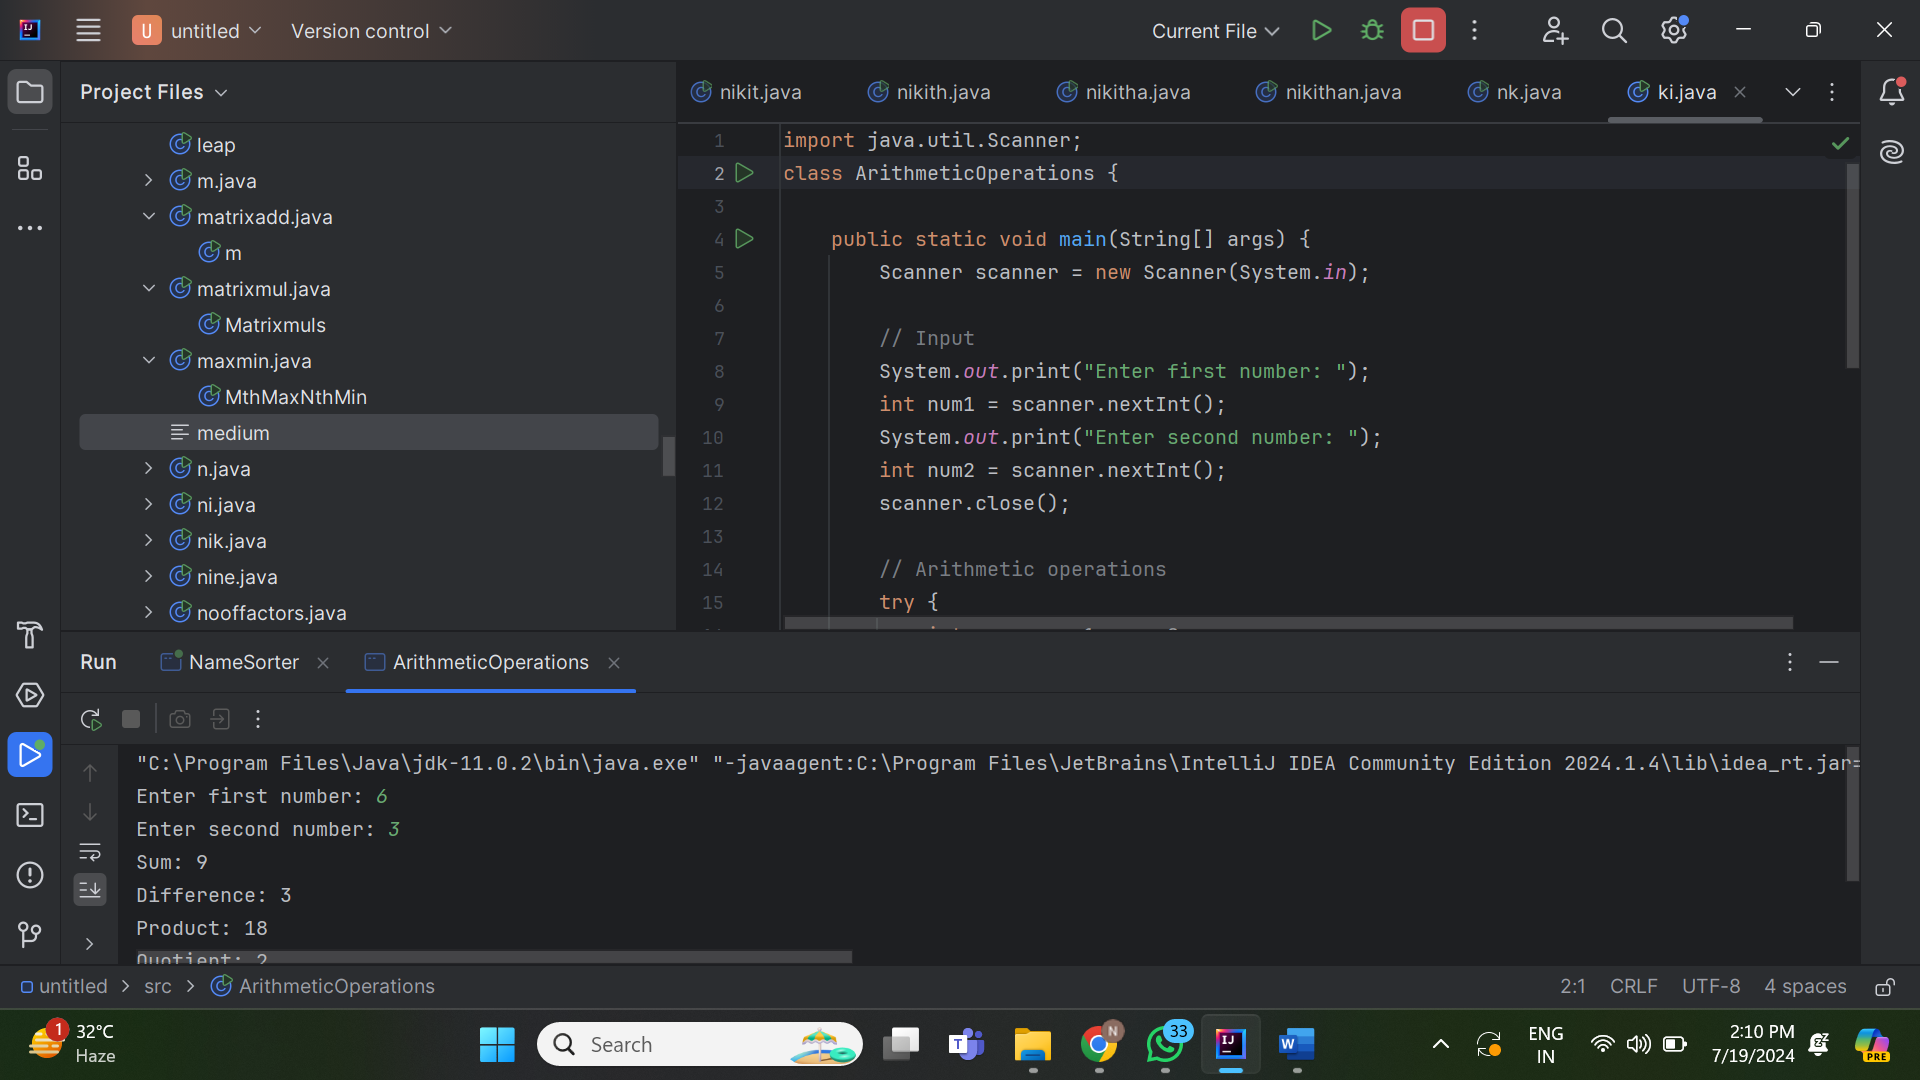 untitled
Version control
Current File
Project Files
leap
m.java
matrixadd.java
m
matrixmul.java
Matrixmuls
maxmin.java
MthMaxNthMin
medium
n.java
ni.java
nik.java
nine.java
nooffactors.java
nikit.java nikith.java nikitha.java nikithan.java nk.java ki.java
1 import java.util.Scanner;
2 class ArithmeticOperations {
3
4 public static void main(String[] args) {
5 Scanner scanner = new Scanner(System.in);
6
7 // Input
8 System.out.print("Enter first number: ");
9 int num1 = scanner.nextInt();
10 System.out.print("Enter second number: ");
11 int num2 = scanner.nextInt();
12 scanner.close();
13
14 // Arithmetic operations
15 try {
Run NameSorter ArithmeticOperations
"C:\Program Files\Java\jdk-11.0.2\bin\java.exe" "-javaagent:C:\Program Files\JetBrains\IntelliJ IDEA Community Edition 2024.1.4\lib\idea_rt.jar=
Enter first number: 6
Enter second number: 3
Sum: 9
Difference: 3
Product: 18
Quotient: 2
untitled > src > ArithmeticOperations
2:1 CRLF UTF-8 4 spaces
1
32°C
Haze
Search
33
ENG
IN
2:10 PM
7/19/2024
PRE